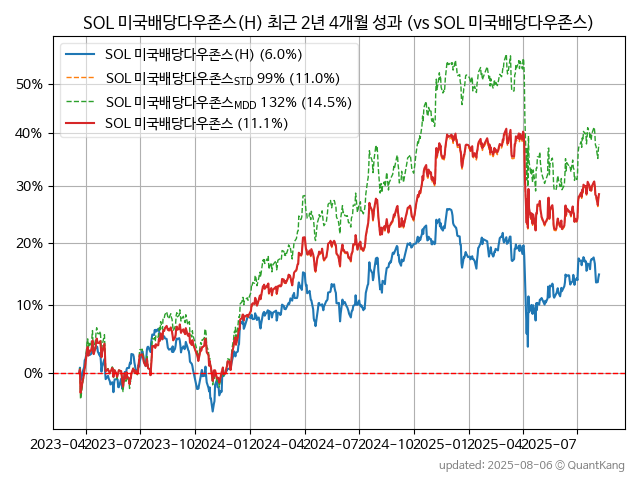 SOL 미국배당다우존스(H) 최근 2년 4개월 성과 (vs SOL 미국배당다우존스)
SOL 미국배당다우존스(H) (6.0%)
SOL 미국배당다우존스STD 99% (11.0%)
SOL 미국배당다우존스MDD 132% (14.5%)
SOL 미국배당다우존스 (11.1%)
50%
40%
30%
20%
10%
0%
2023-04 2023-07 2023-10 2024-01 2024-04 2024-07 2024-10 2025-01 2025-04 2025-07
updated: 2025-08-06 © QuantKang